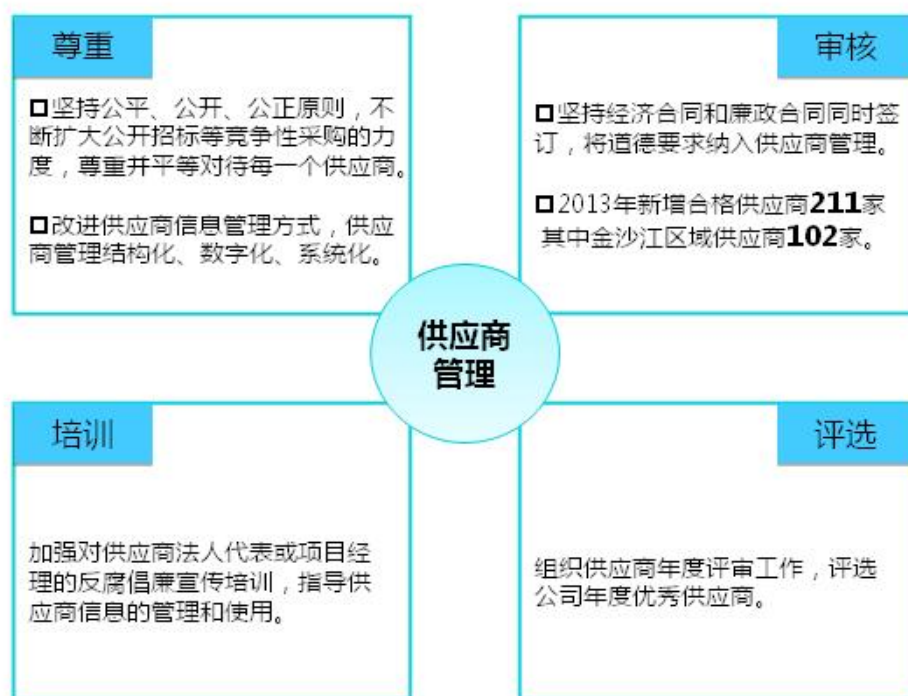 尊重
□坚持公平、公开、公正原则，不
断扩大公开招标等竞争性采购的力
度，尊重并平等对待每一个供应商。
□改进供应商信息管理方式，供应
商管理结构化、数字化、系统化。
审核
□坚持经济合同和廉政合同同时签
订，将道德要求纳入供应商管理。
□2013年新增合格供应商211家
其中金沙江区域供应商102家。
供应商
管理
培训
加强对供应商法人代表或项目经
理的反腐倡廉宣传培训，指导供
应商信息的管理和使用。
评选
组织供应商年度评审工作，评选
公司年度优秀供应商。